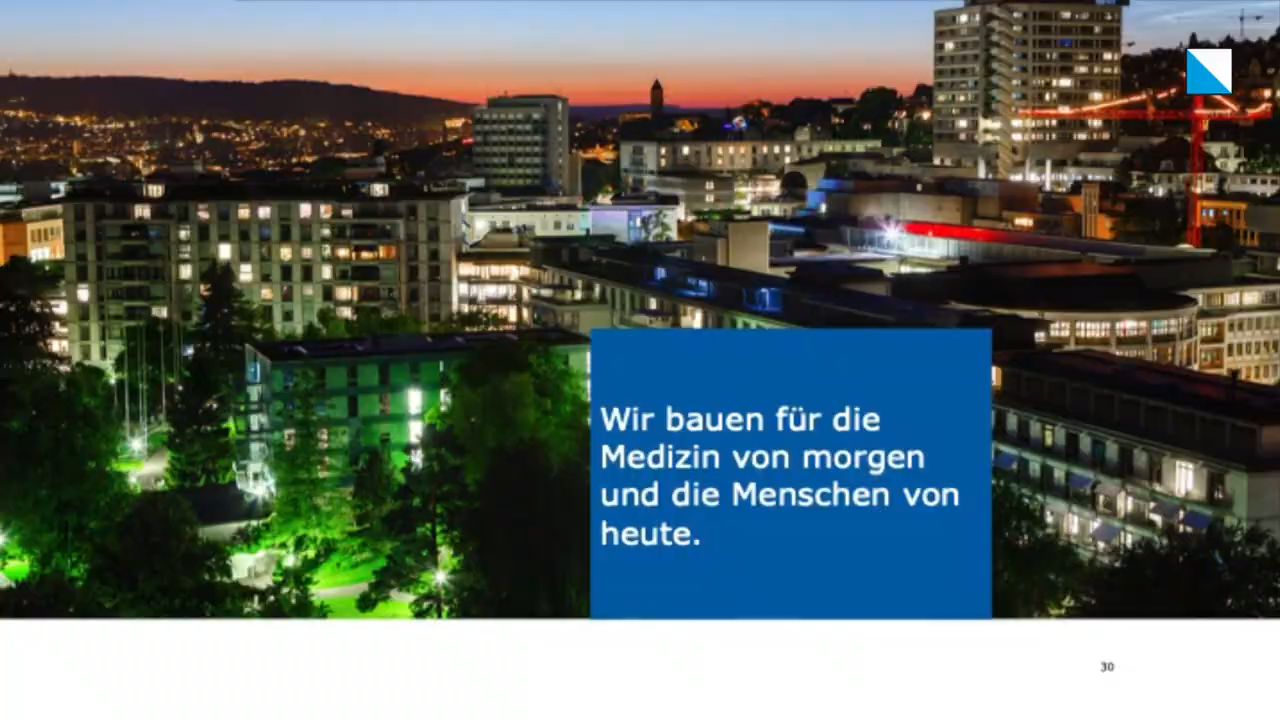 Wir bauen für die
Medizin von morgen
und die Menschen von
heute.
30